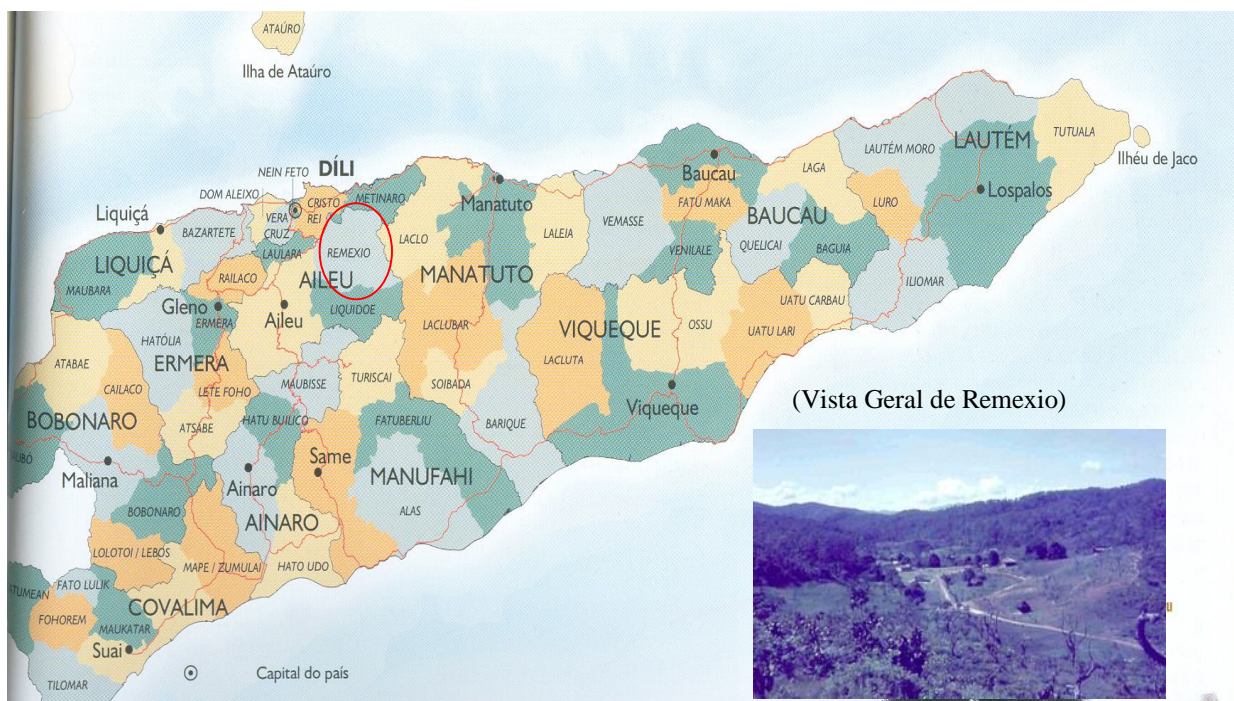 ATAÚRO
Ilha de Ataúro
TUTUALA
LAUTÉM
LAUTÉM MORO
Ilhéu de Jaco
NEIN FETO
DÍLI
LAGA
Baucau
DOM ALEIXO
CRISTO
REI
METINARO
Manatuto
FATÚ MAKA
LURO
Lospalos
Liquiçá
VERA
CRUZ
BAZARTETE
VEMASSE
BAUCAU
LACLO
LALEIA
REMEXIO
LAULARA
VENILALE
QUELICAI
BAGUIA
LIQUIÇÁ
RAILACO
AILEU
MANATUTO
ILIOMAR
MAUBARA
Gleno
Aileu
LIQUIDOE
UATU CARBAU
ERMERA
LACLUBAR
VIQUEQUE
OSSU
UATU LARI
HATÓLIA
ERMERA
LACLUTA
ATABAE
CAILACO
LETE FOHO
MAUBISSE
TURISCAI
SOIBADA
Viqueque
(Vista Geral de Remexio)
BOBONARO
ATSABE
HATU BUILICO
FATUBERLIU
BARIQUE
Same
Maliana
Ainaro
MANUFAHI
BOBONARO
AINARO
ALAS
LOLOTOI / LEBOS
MAPE / ZUMULAI
HATO UDO
FATO LULIK
COVALIMA
FOHOREM
MAUKATAR
Suai
Capital do país
TILOMAR